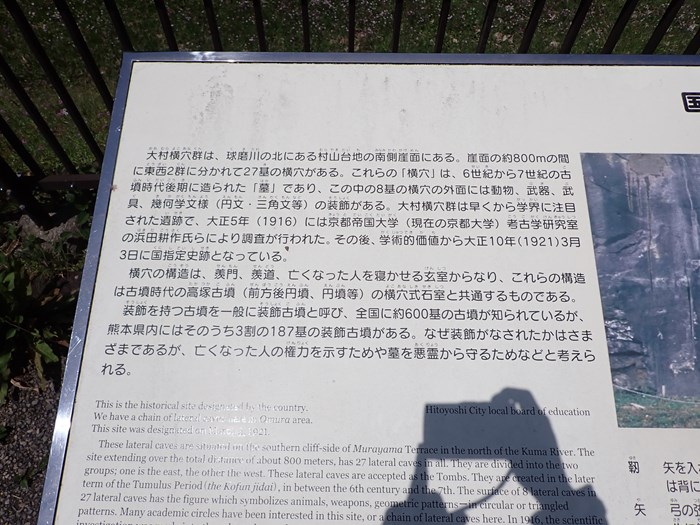 大村横穴群は、球磨川の北にある村山台地の南側崖面にある。崖面の約800mの間
に東西2群に分かれて27基の横穴がある。これらの「横穴」は、6世紀から7世紀の古
墳時代後期に造られた「墓」であり、この中の8基の横穴の外面には動物、武器、武
具、幾何学文様（円文・三角文等）の装飾がある。大村横穴群は早くから学界に注目
された遺跡で、大正5年（1916）には京都帝国大学（現在の京都大学）考古学研究室
の浜田耕作氏らにより調査が行われた。その後、学術的価値から大正10年(1921)3月
3日に国指定史跡となっている。
横穴の構造は、羨門、羨道、亡くなった人を寝かせる玄室からなり、これらの構造
は古墳時代の高塚古墳（前方後円墳、円墳等）の横穴式石室と共通するものである。
装飾を持つ古墳を一般に装飾古墳と呼び、全国に約600基の古墳が知られているが、
熊本県内にはそのうち3割の187基の装飾古墳がある。なぜ装飾がなされたかはさま
ざまであるが、亡くなった人の権力を示すためや墓を悪霊から守るためなどと考えら
れる。
This is the historical site designated by the country.
We have a chain of lateral caves here in Omura area.
This site was designated on 1921.
Hitoyoshi City local board of education
These lateral caves are situated on the southern cliff-side of Murayama Terrace in the north of the Kuma River. The
site extending over the total distance of about 800 meters, has 27 lateral caves in all. They are divided into the two
groups; one is the east, the other the west. These lateral caves are accepted as the Tombs. They are created in the later
term of the Tumulus Period (the Kofun jidai), in between the 6th century and the 7th. The surface of 8 lateral caves in
27 lateral caves has the figure which symbolizes animals, weapons, geometric patterns in circular or triangled
patterns. Many academic circles have been interested in this site, or a chain of lateral caves here. In 1916, the scientific
靱 矢を入
は背に
矢 弓の